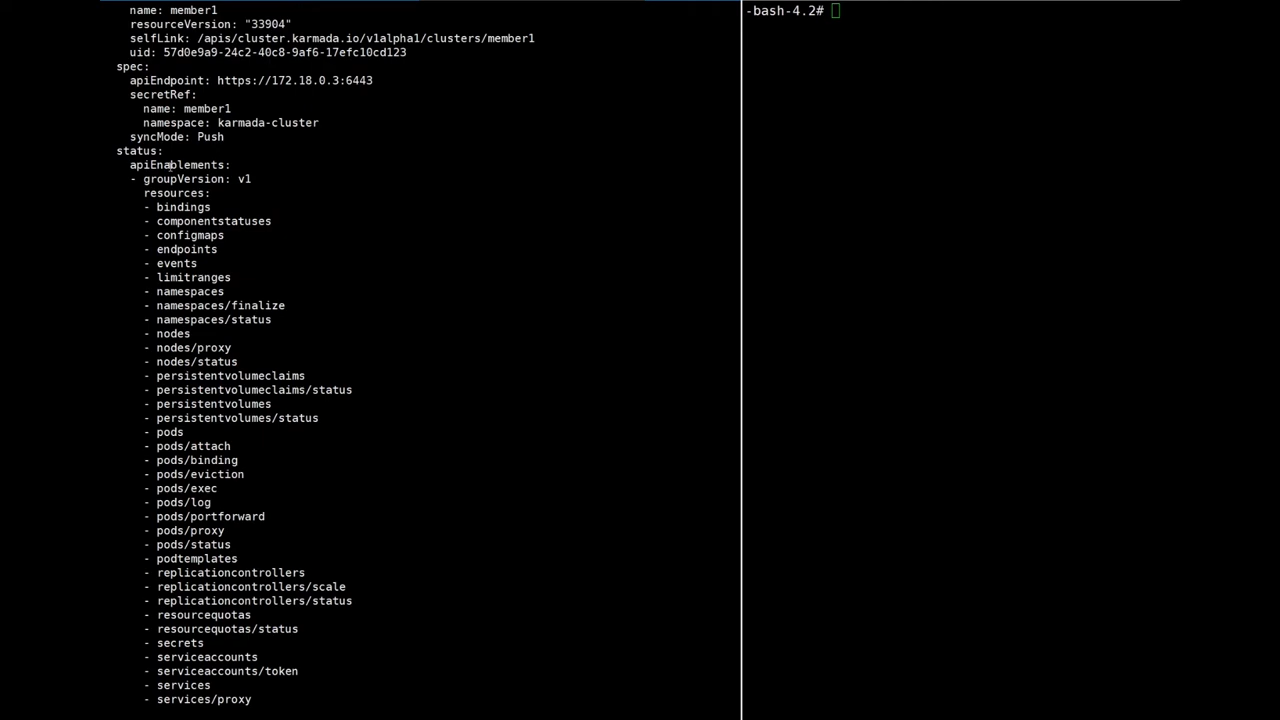 name: member1
resourceVersion: "33904"
selfLink: /apis/cluster.karmada.io/v1alpha1/clusters/member1
uid: 57d0e9a9-24c2-40c8-9af6-17efc10cd123
spec:
apiEndpoint: https://172.18.0.3:6443
secretRef:
name: member1
namespace: karmada-cluster
syncMode: Push
status:
apiEnablements:
- groupVersion: v1
resources:
- bindings
- componentstatuses
- configmaps
- endpoints
- events
- limitranges
- namespaces
- namespaces/finalize
- namespaces/status
- nodes
- nodes/proxy
- nodes/status
- persistentvolumeclaims
- persistentvolumeclaims/status
- persistentvolumes
- persistentvolumes/status
- pods
- pods/attach
- pods/binding
- pods/eviction
- pods/exec
- pods/log
- pods/portforward
- pods/proxy
- pods/status
- podtemplates
- replicationcontrollers
- replicationcontrollers/scale
- replicationcontrollers/status
- resourcequotas
- resourcequotas/status
- secrets
- serviceaccounts
- serviceaccounts/token
- services
- services/proxy
-bash-4.2#